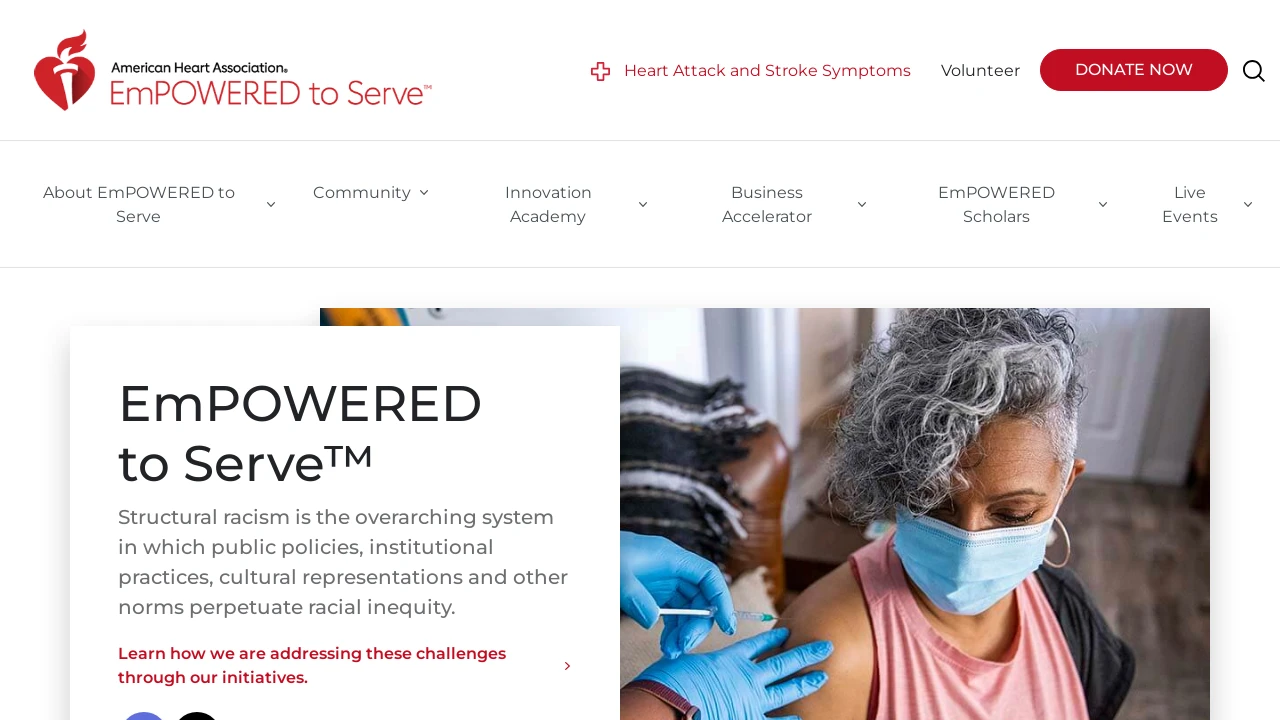 American Heart Association®
EmPOWERED to Serve™
Heart Attack and Stroke Symptoms
Volunteer
DONATE NOW
About EmPOWERED to
Serve
Community
Innovation
Academy
Business
Accelerator
EmPOWERED
Scholars
Live
Events
EmPOWERED
to Serve™
Structural racism is the overarching system
in which public policies, institutional
practices, cultural representations and other
norms perpetuate racial inequity.
Learn how we are addressing these challenges
through our initiatives.